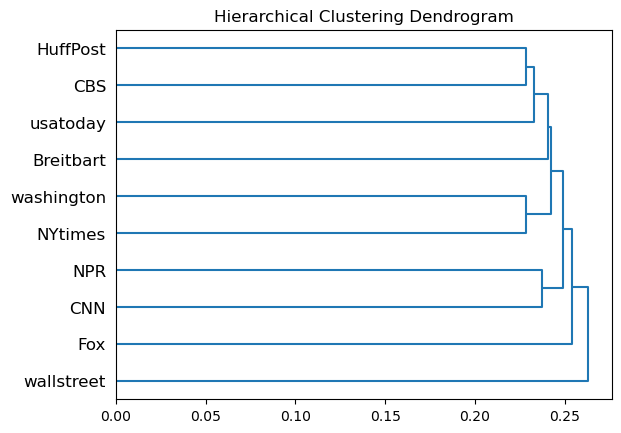 Hierarchical Clustering Dendrogram
HuffPost
CBS
usatoday
Breitbart
washington
NYtimes
NPR
CNN
Fox
wallstreet
0.00 0.05 0.10 0.15 0.20 0.25